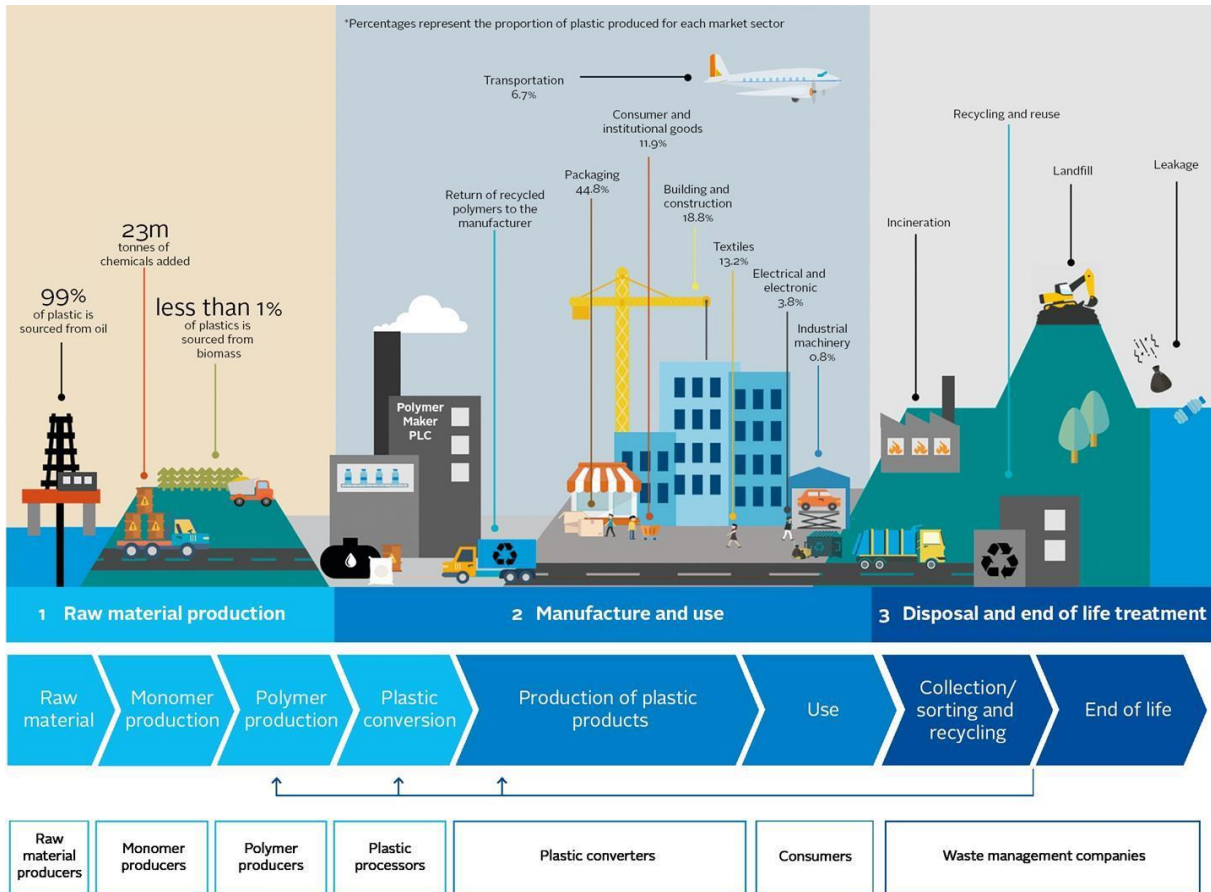 *Percentages represent the proportion of plastic produced for each market sector
Transportation
6.7%
Consumer and
institutional goods
11.9%
Packaging
44.8%
Building and
construction
18.8%
Return of recycled
polymers to the
manufacturer
Textiles
13.2%
Electrical and
electronic
3.8%
Industrial
machinery
0.8%
23m
tonnes of
chemicals added
99%
of plastic is
sourced from oil
less than 1%
of plastics is
sourced from
biomass
Recycling and reuse
Landfill
Leakage
Incineration
Polymer
Maker
PLC
1 Raw material production
2 Manufacture and use
3 Disposal and end of life treatment
Raw
material
Monomer
production
Polymer
production
Plastic
conversion
Production of plastic
products
Use
Collection/
sorting and
recycling
End of life
Raw
material
producers
Monomer
producers
Polymer
producers
Plastic
processors
Plastic converters
Consumers
Waste management companies